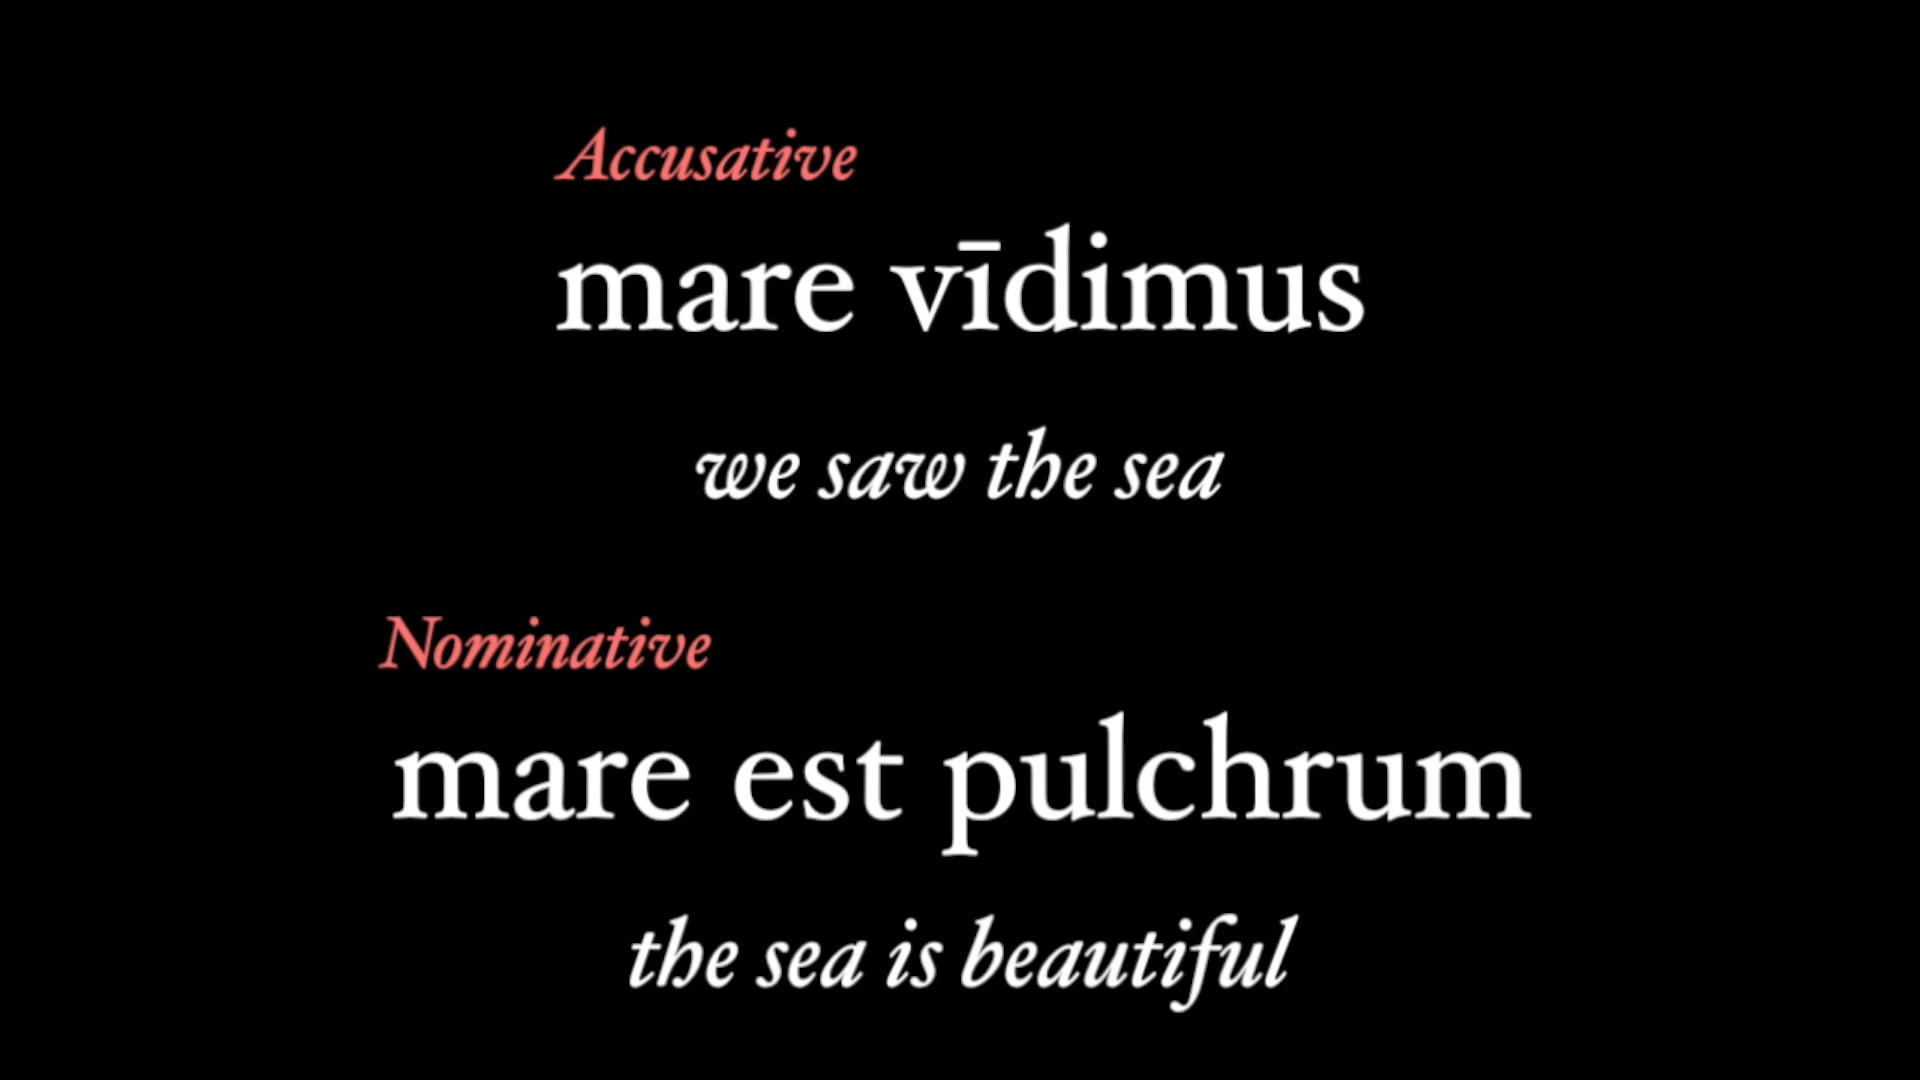 Accusative
mare vīdimus
we saw the sea
Nominative
mare est pulchrum
the sea is beautiful